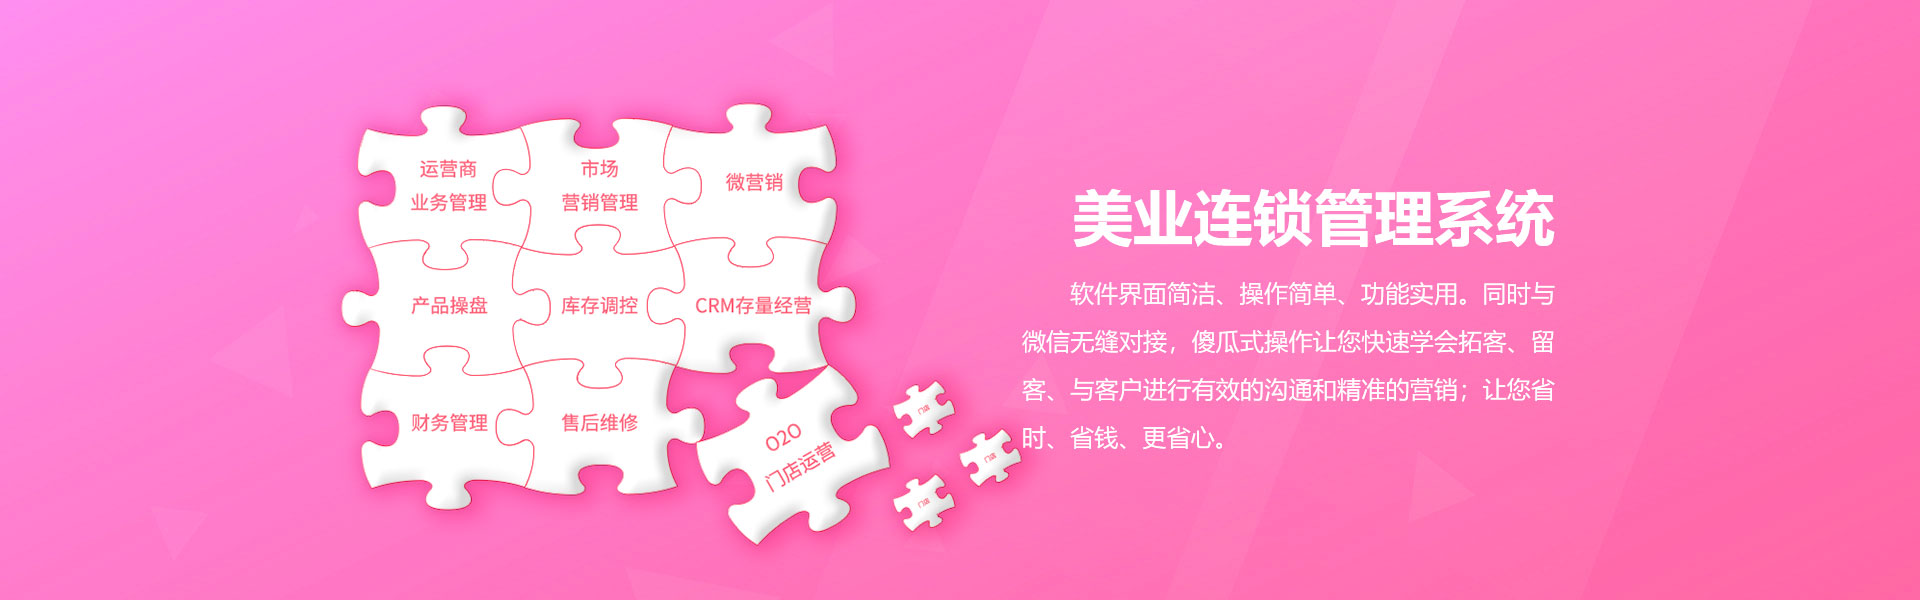 运营商
业务管理
市场
营销管理
微营销
产品操盘
库存调控
CRM存量经营
财务管理
售后维修
O2O
门店运营
门店
门店
门店
美业连锁管理系统
软件界面简洁、操作简单、功能实用。同时与
微信无缝对接，傻瓜式操作让您快速学会拓客、留
客、与客户进行有效的沟通和精准的营销；让您省
时、省钱、更省心。